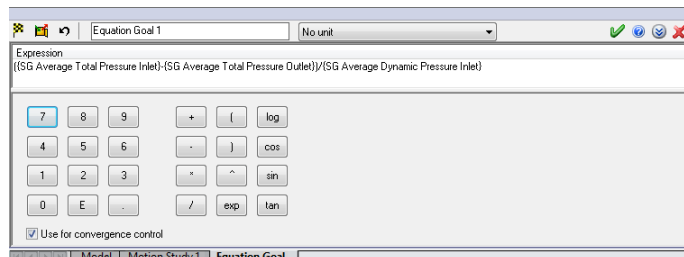 Equation Goal 1 No unit
Expression
({SG Average Total Pressure Inlet}-{SG Average Total Pressure Outlet})/{SG Average Dynamic Pressure Inlet}
7 8 9 + ( log
4 5 6 - ) cos
1 2 3 * ^ sin
0 E . / exp tan
Use for convergence control
Model Motion Study 1 Equation Goal